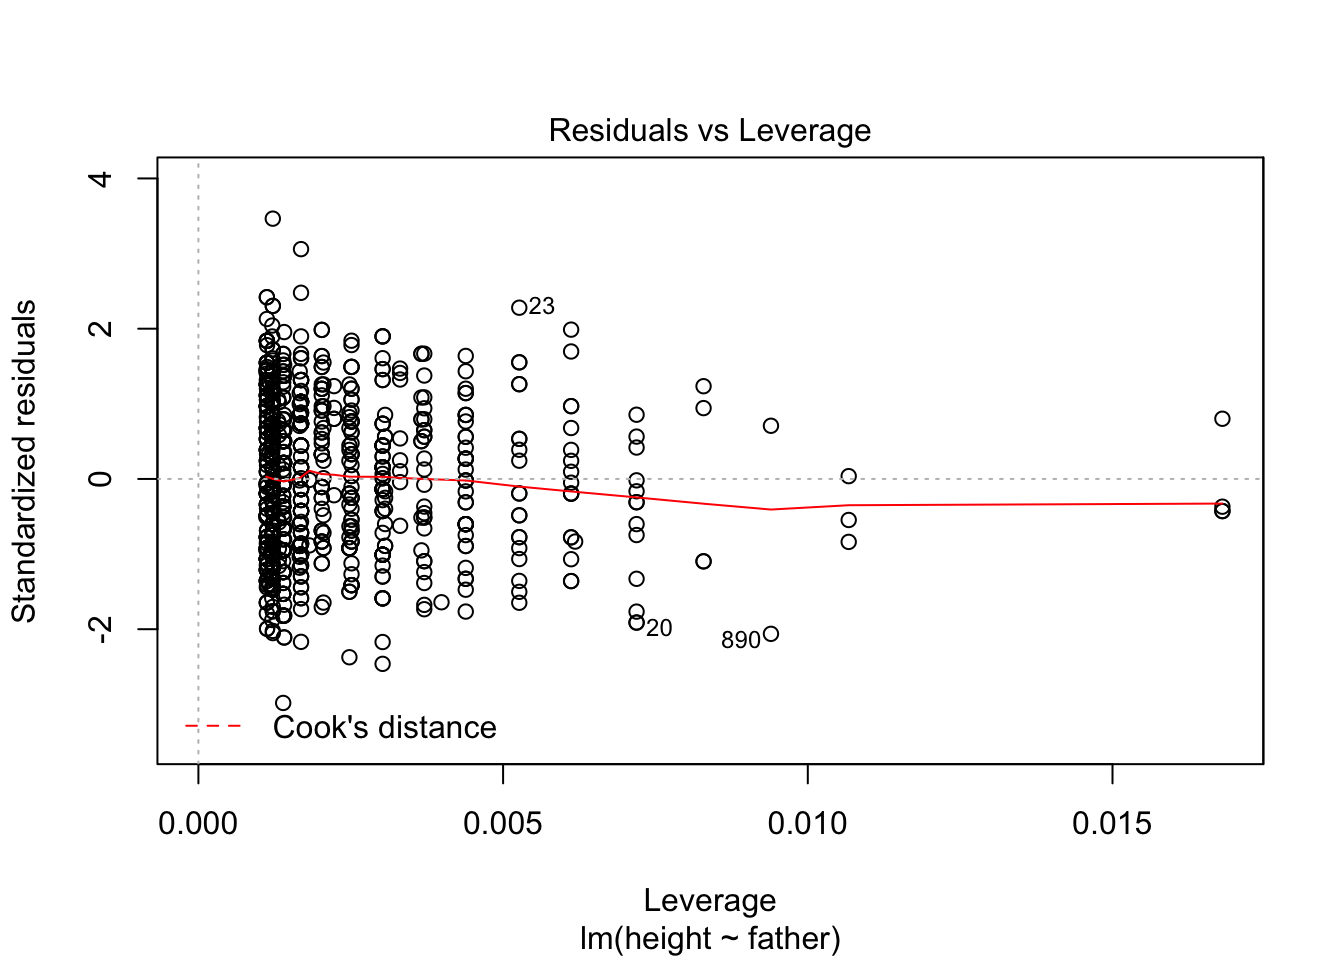 Residuals vs Leverage
4
2
0
-2
Standardized residuals
23
20
890
Cook's distance
0.000 0.005 0.010 0.015
Leverage
lm(height ~ father)